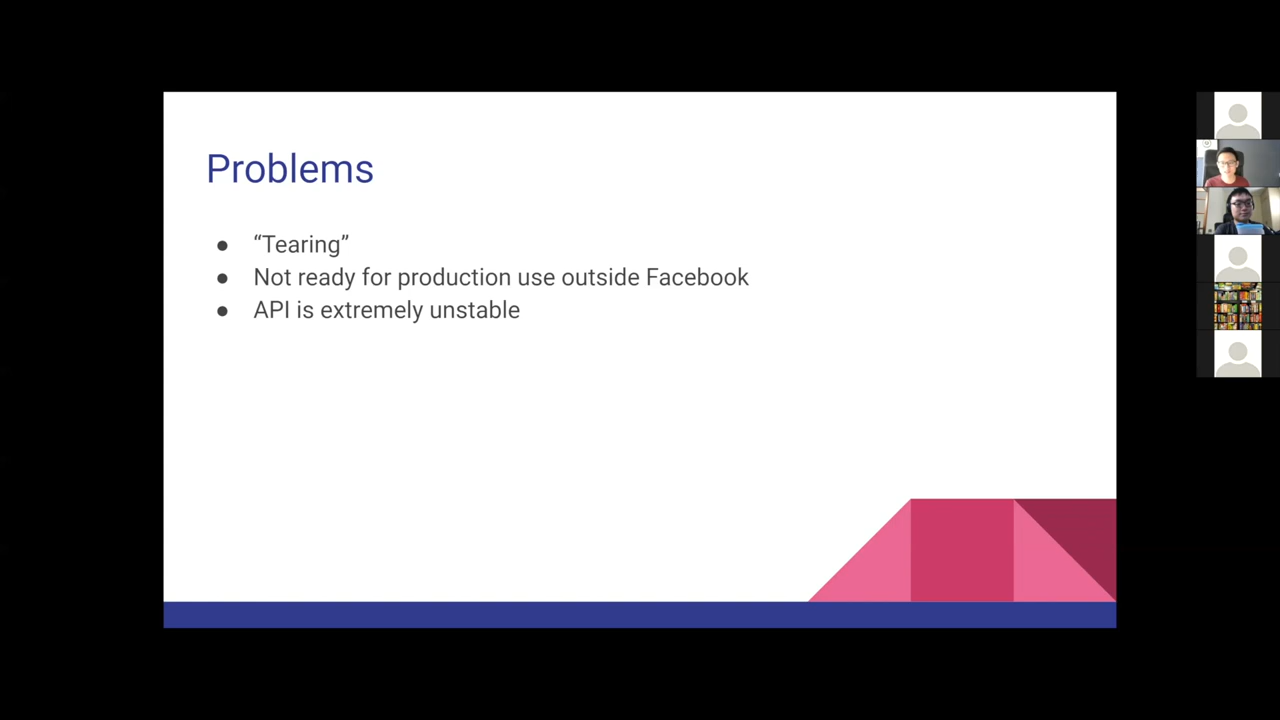 Problems
● “Tearing”
● Not ready for production use outside Facebook
● API is extremely unstable